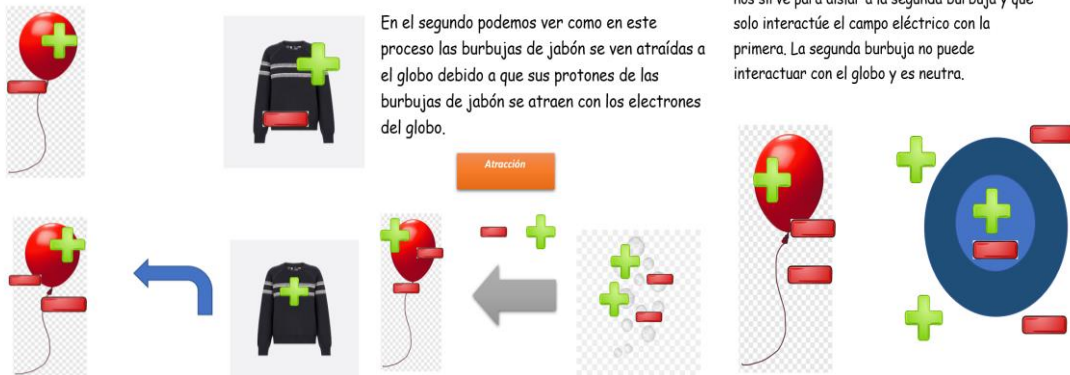 En el segundo podemos ver como en este
proceso las burbujas de jabón se ven atraídas a
el globo debido a que sus protones de las
burbujas de jabón se atraen con los electrones
del globo.
Atracción
nos sirve para aislar a la segunda burbuja y que
solo interactúe el campo eléctrico con la
primera. La segunda burbuja no puede
interactuar con el globo y es neutra.